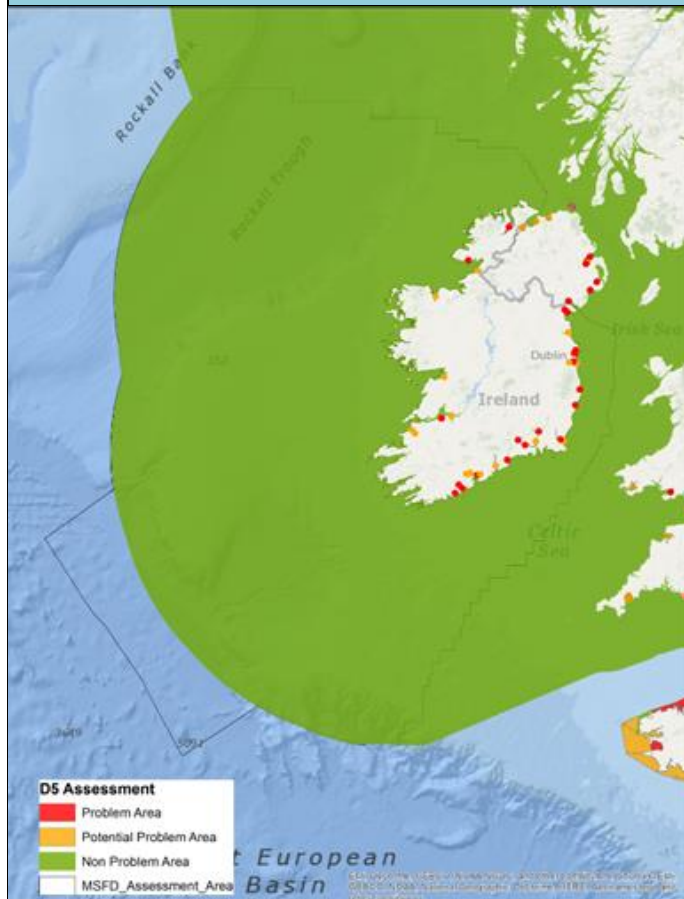 Rockall Bank
Rockall Trough
Irish Sea
Dublin
Ireland
Celtic
Sea
D5 Assessment
Problem Area
Potential Problem Area
Non Problem Area
MSFD_Assessment_Area
t European
Basin